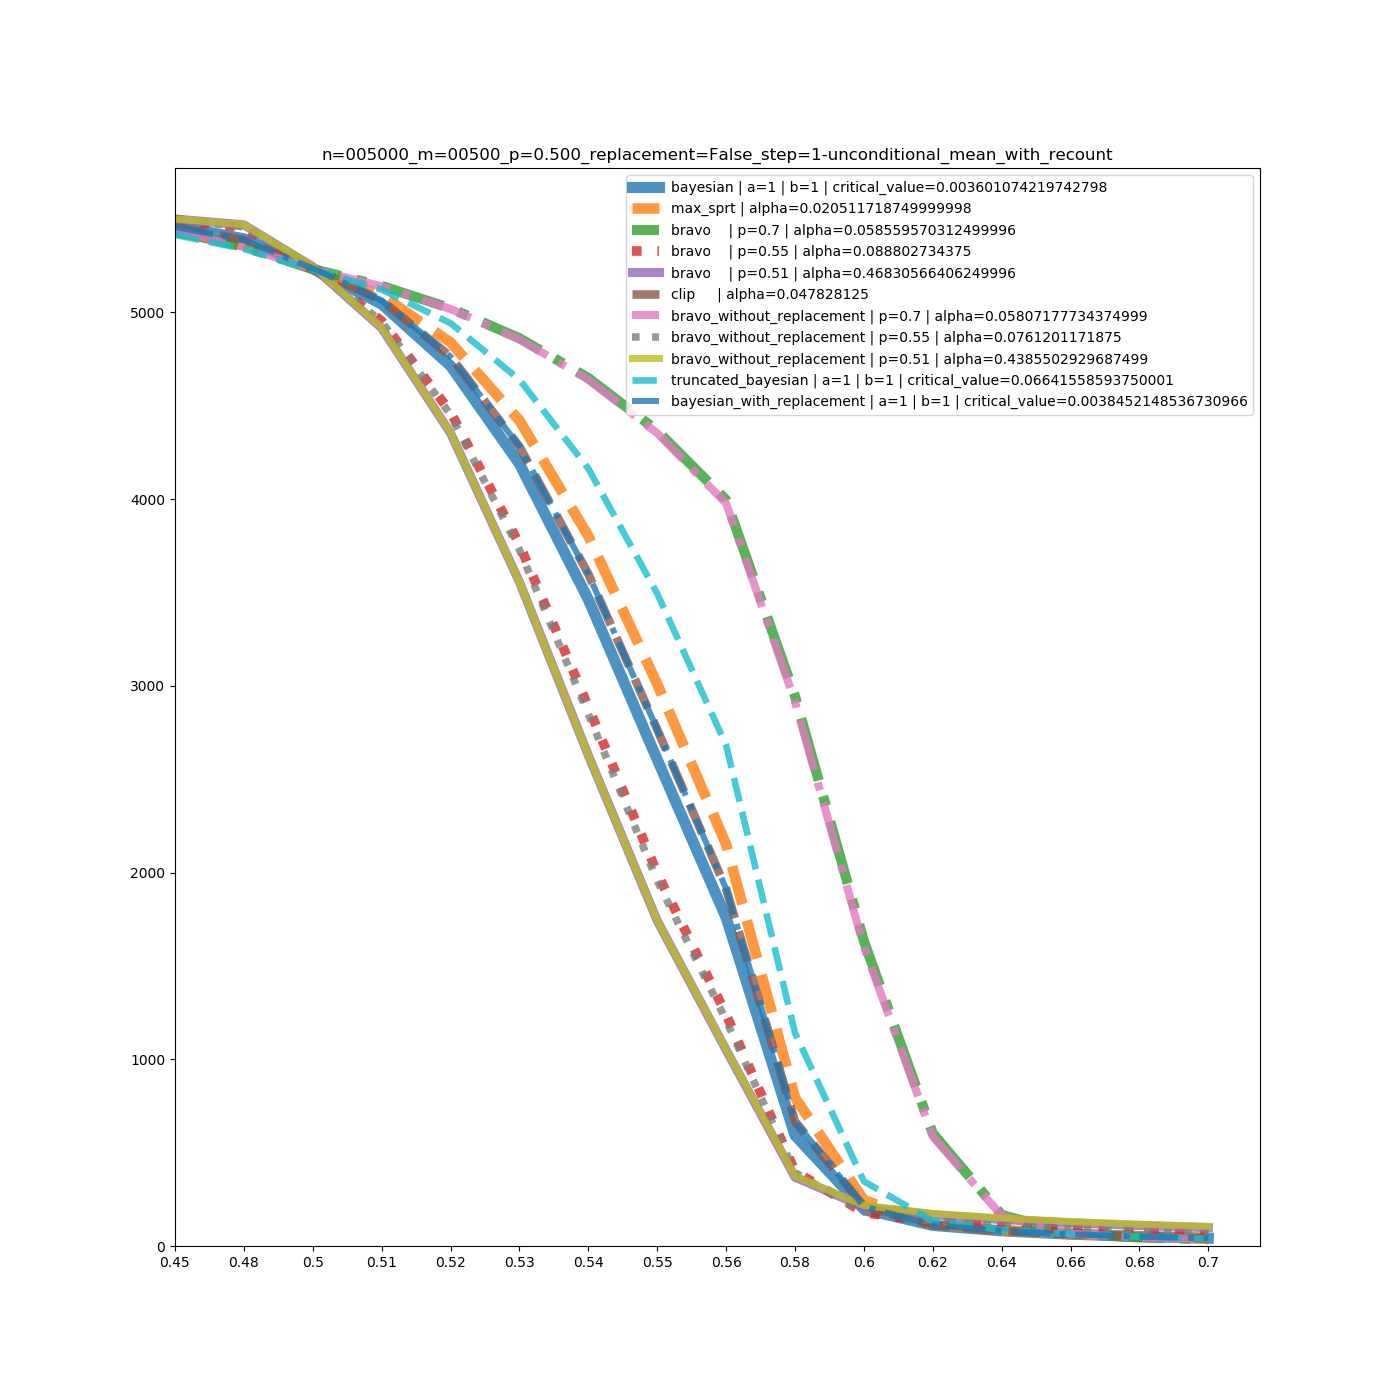 n=005000_m=00500_p=0.500_replacement=False_step=1-unconditional_mean_with_recount
bayesian | a=1 | b=1 | critical_value=0.003601074219742798
max_sprt | alpha=0.020511718749999998
bravo    | p=0.7 | alpha=0.058559570312499996
bravo    | p=0.55 | alpha=0.088802734375
bravo    | p=0.51 | alpha=0.46830566406249996
clip     | alpha=0.047828125
bravo_without_replacement | p=0.7 | alpha=0.05807177734374999
bravo_without_replacement | p=0.55 | alpha=0.0761201171875
bravo_without_replacement | p=0.51 | alpha=0.4385502929687499
truncated_bayesian | a=1 | b=1 | critical_value=0.06641558593750001
bayesian_with_replacement | a=1 | b=1 | critical_value=0.0038452148536730966
5000
4000
3000
2000
1000
0
0.45 0.48 0.5 0.51 0.52 0.53 0.54 0.55 0.56 0.58 0.6 0.62 0.64 0.66 0.68 0.7